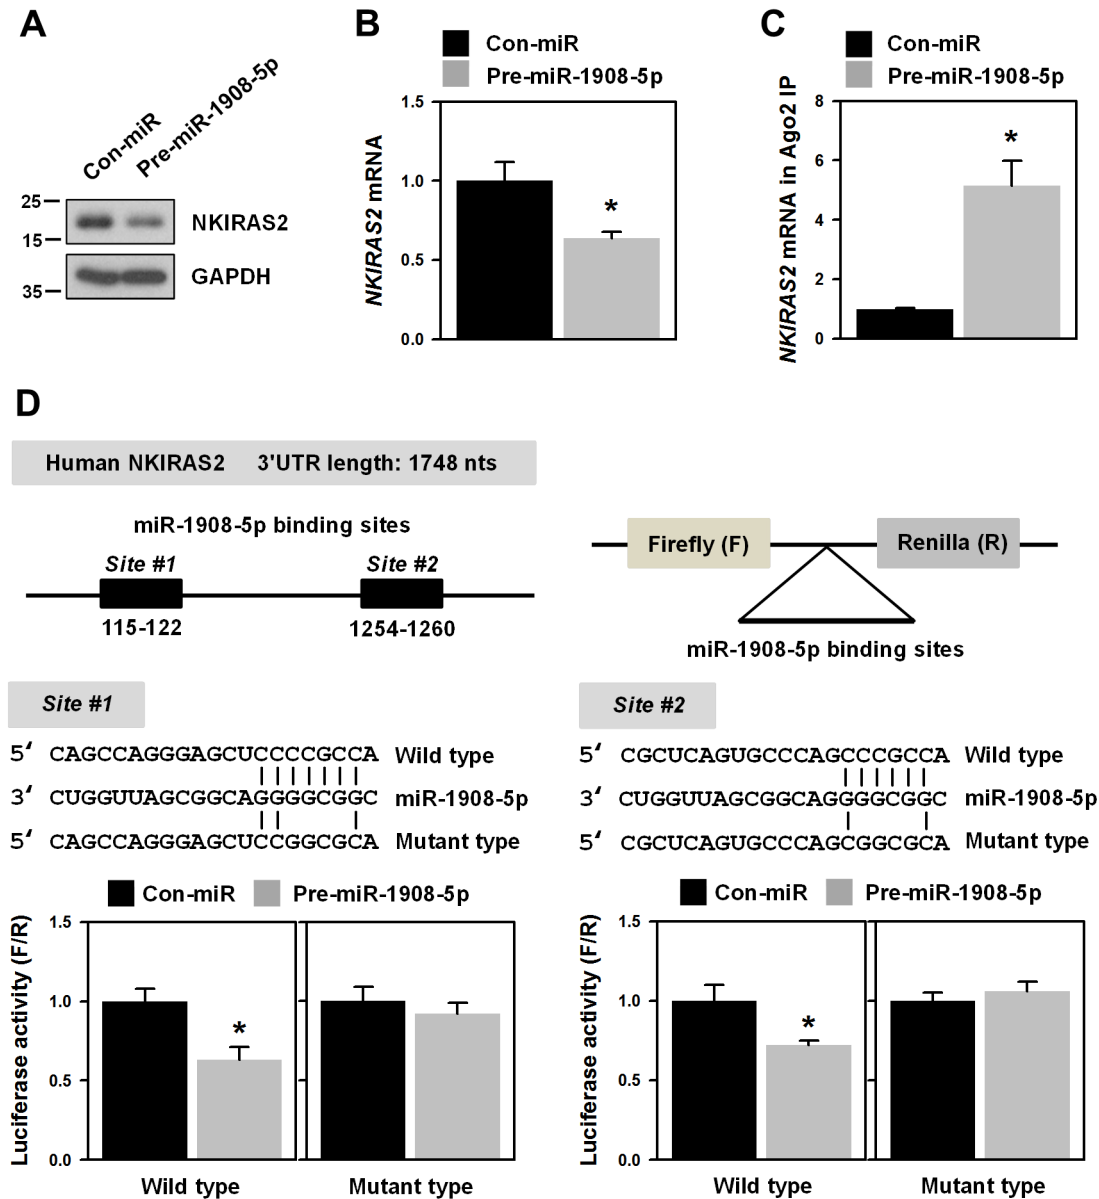 A
Con-miR
Pre-miR-1908-5p
25
15
NKIRAS2
35
GAPDH
B
Con-miR
Pre-miR-1908-5p
NKIRAS2 mRNA
1.5
1.0
0.5
0.0
*
C
Con-miR
Pre-miR-1908-5p
NKIRAS2 mRNA in Ago2 IP
8
6
4
2
0
*
D
Human NKIRAS2 3'UTR length: 1748 nts
miR-1908-5p binding sites
Site #1 Site #2
115-122 1254-1260
Firefly (F) Renilla (R)
miR-1908-5p binding sites
Site #1
5‘ CAGCCAGGGAGCUCCCCGCCA Wild type
3‘ CUGGUUAGCGGCAGGGGCGGC miR-1908-5p
5‘ CAGCCAGGGAGCUCCGGCGCA Mutant type
Con-miR Pre-miR-1908-5p
Luciferase activity (F/R)
1.5
1.0
0.5
0.0
*
Wild type Mutant type
Site #2
5‘ CGCUCAGUGCCCAGCCCGCCA Wild type
3‘ CUGGUUAGCGGCAGGGGCGGC miR-1908-5p
5‘ CGCUCAGUGCCCAGCGGCGCA Mutant type
Con-miR Pre-miR-1908-5p
Luciferase activity (F/R)
1.5
1.0
0.5
0.0
*
Wild type Mutant type